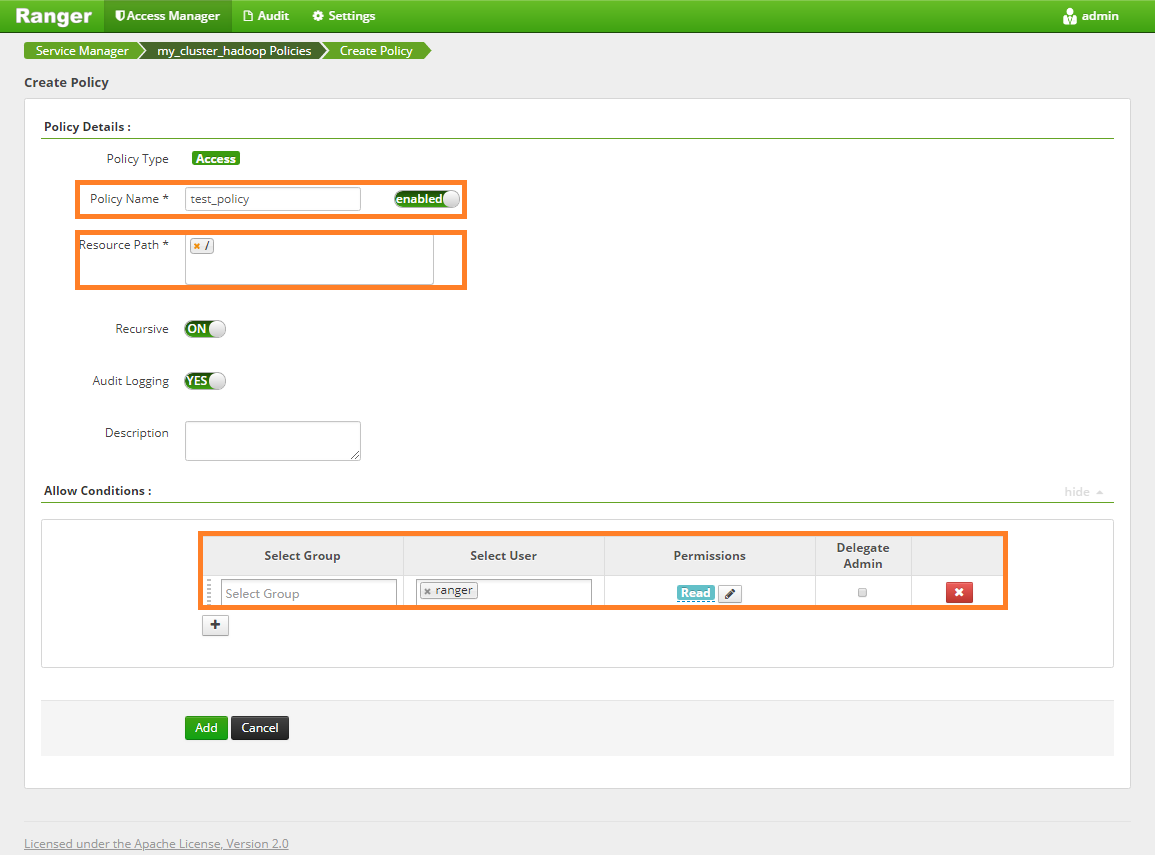 Ranger Access Manager Audit Settings admin
Service Manager my_cluster_hadoop Policies Create Policy
Create Policy
Policy Details :
Policy Type Access
Policy Name * test_policy enabled
Resource Path * × /
Recursive ON
Audit Logging YES
Description
Allow Conditions :
hide
Select Group Select User Permissions Delegate Admin
Select Group × ranger Read
+
Add Cancel
Licensed under the Apache License, Version 2.0